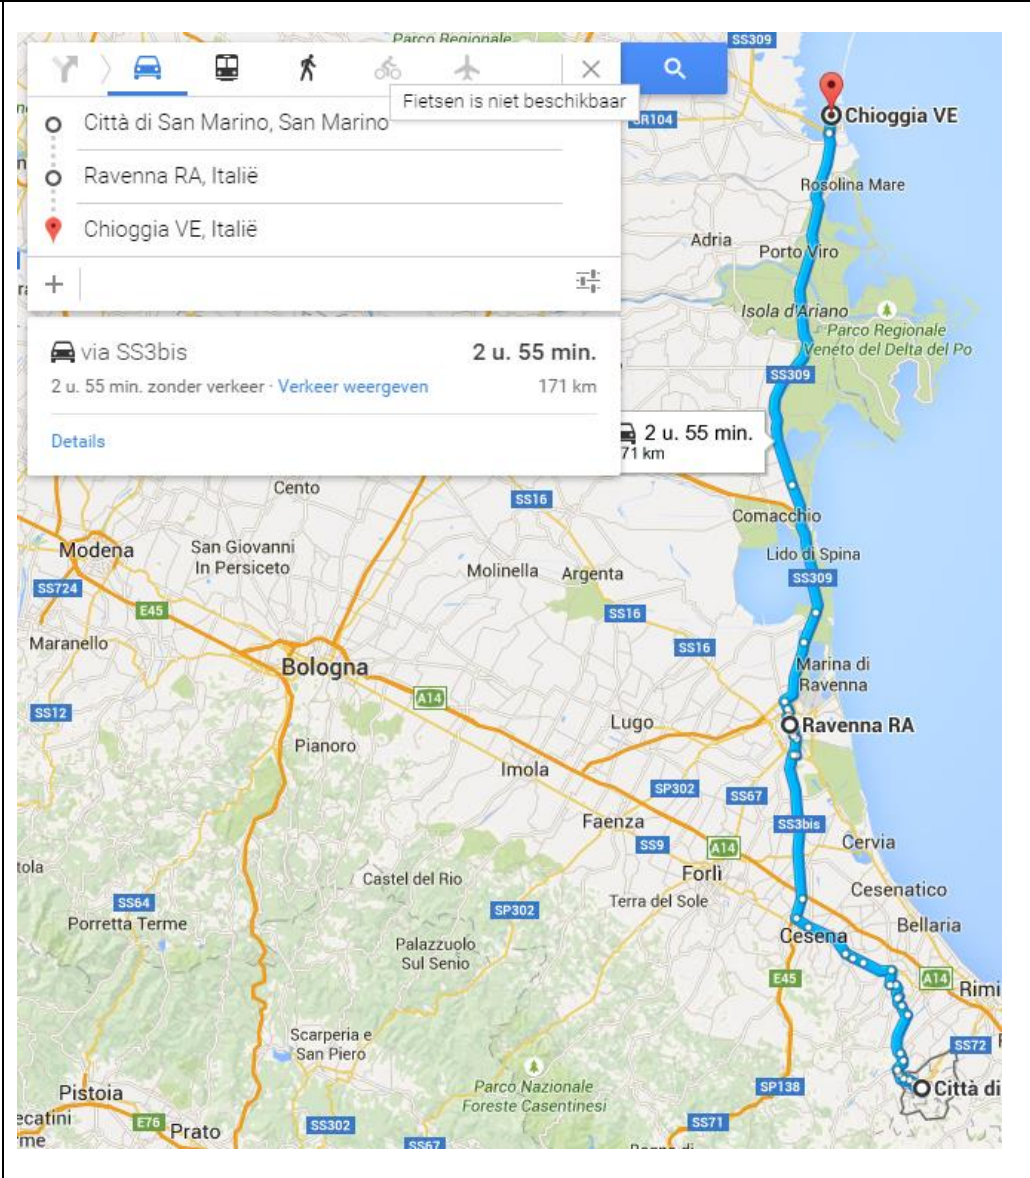 Parco Regionale
SS309
Fietsen is niet beschikbaar
Città di San Marino, San Marino
SR104
Chioggia VE
Ravenna RA, Italië
Rosolina Mare
Chioggia VE, Italië
Adria
Porto Viro
Isola d'Ariano
Parco Regionale
Veneto del Delta del Po
via SS3bis
2 u. 55 min.
2 u. 55 min. zonder verkeer · Verkeer weergeven
171 km
SS309
Details
2 u. 55 min.
71 km
Cento
SS16
Comacchio
Modena
San Giovanni
In Persiceto
Molinella
Argenta
Lido di Spina
SS309
SS724
E45
SS16
Maranello
SS16
Bologna
Marina di
Ravenna
A14
SS12
Lugo
Ravenna RA
Pianoro
Imola
SP302
SS67
Faenza
SS3bis
SS9
A14
Cervia
tola
Castel del Rio
Forlì
Cesenatico
SS64
SP302
Terra del Sole
Porretta Terme
Bellaria
Palazzuolo
Sul Senio
Cesena
E45
A14
Rimi
Scarperia e
San Piero
SS72
Parco Nazionale
Foreste Casentinesi
SP138
Città di
Pistoia
ecatini
rme
E76
Prato
SS302
SS71
SS67